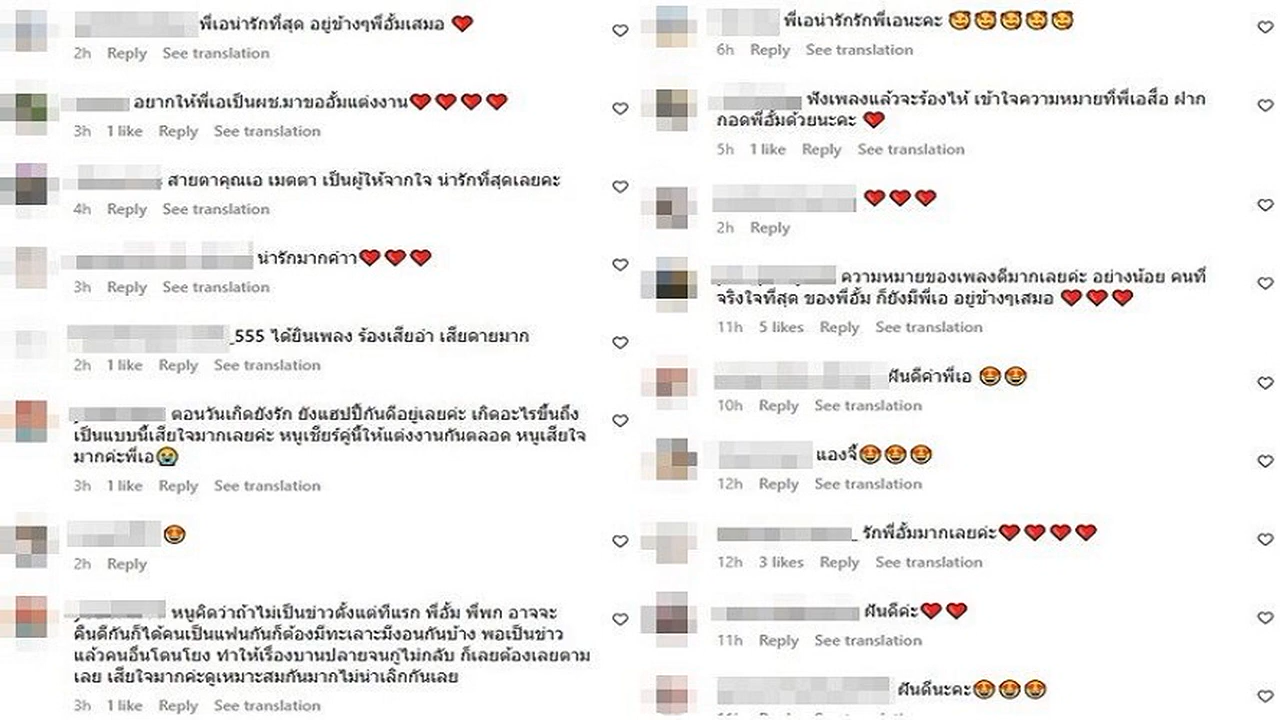 พี่เอน่ารักที่สุด อยู่ข้างๆพี่อั้มเสมอ ❤️
2h Reply See translation
อยากให้พี่เอเป็นผช.มาขออั้มแต่งงาน❤️❤️❤️❤️
3h 1 like Reply See translation
สายตาคุณเอ เมตตา เป็นผู้ให้จากใจ น่ารักที่สุดเลยคะ
4h Reply See translation
น่ารักมากค่าา❤️❤️❤️
3h Reply See translation
_555 ได้ยินเพลง ร้องเสียอ่า เสียดายมาก
2h 1 like Reply See translation
ตอนวันเกิดยังรัก ยังแฮปปี้กันดีอยู่เลยค่ะ เกิดอะไรขึ้นถึง
เป็นแบบนี้เสียใจมากเลยค่ะ หนูเชียร์คู่นี้ให้แต่งงานกันตลอด หนูเสียใจ
มากค่ะพี่เอ😭
3h 1 like Reply See translation
🤩
2h Reply
หนูคิดว่าถ้าไม่เป็นข่าวตั้งแต่ทีแรก พี่อั้ม พี่พก อาจจะ
คืนดีกันก็ได้คนเป็นแฟนกันก็ต้องมีทะเลาะมีงอนกันบ้าง พอเป็นข่าว
แล้วคนอื่นโดนโยง ทำให้เรื่องบานปลายจนกู่ไม่กลับ ก็เลยต้องเลยตาม
เลย เสียใจมากค่ะดูเหมาะสมกันมากไม่น่าเลิกกันเลย
3h 1 like Reply See translation
พี่เอน่ารักรักพี่เอนะคะ 🥰🥰🥰🥰🥰
6h Reply See translation
ฟังเพลงแล้วจะร้องไห้ เข้าใจความหมายที่พี่เอสื่อ ฝาก
กอดพี่อั้มด้วยนะคะ ❤️
5h 1 like Reply See translation
❤️❤️❤️
2h Reply
ความหมายของเพลงดีมากเลยค่ะ อย่างน้อย คนที่
จริงใจที่สุด ของพี่อั้ม ก็ยังมีพี่เอ อยู่ข้างๆเสมอ ❤️❤️❤️
11h 5 likes Reply See translation
ฝันดีค่าพี่เอ 🤩🤩
10h Reply See translation
แองจี้🤩🤩🤩
12h Reply See translation
_ รักพี่อั้มมากเลยค่ะ❤️❤️❤️❤️
12h 3 likes Reply See translation
ฝันดีค่ะ❤️❤️
11h Reply See translation
ฝันดีนะคะ🤩🤩🤩